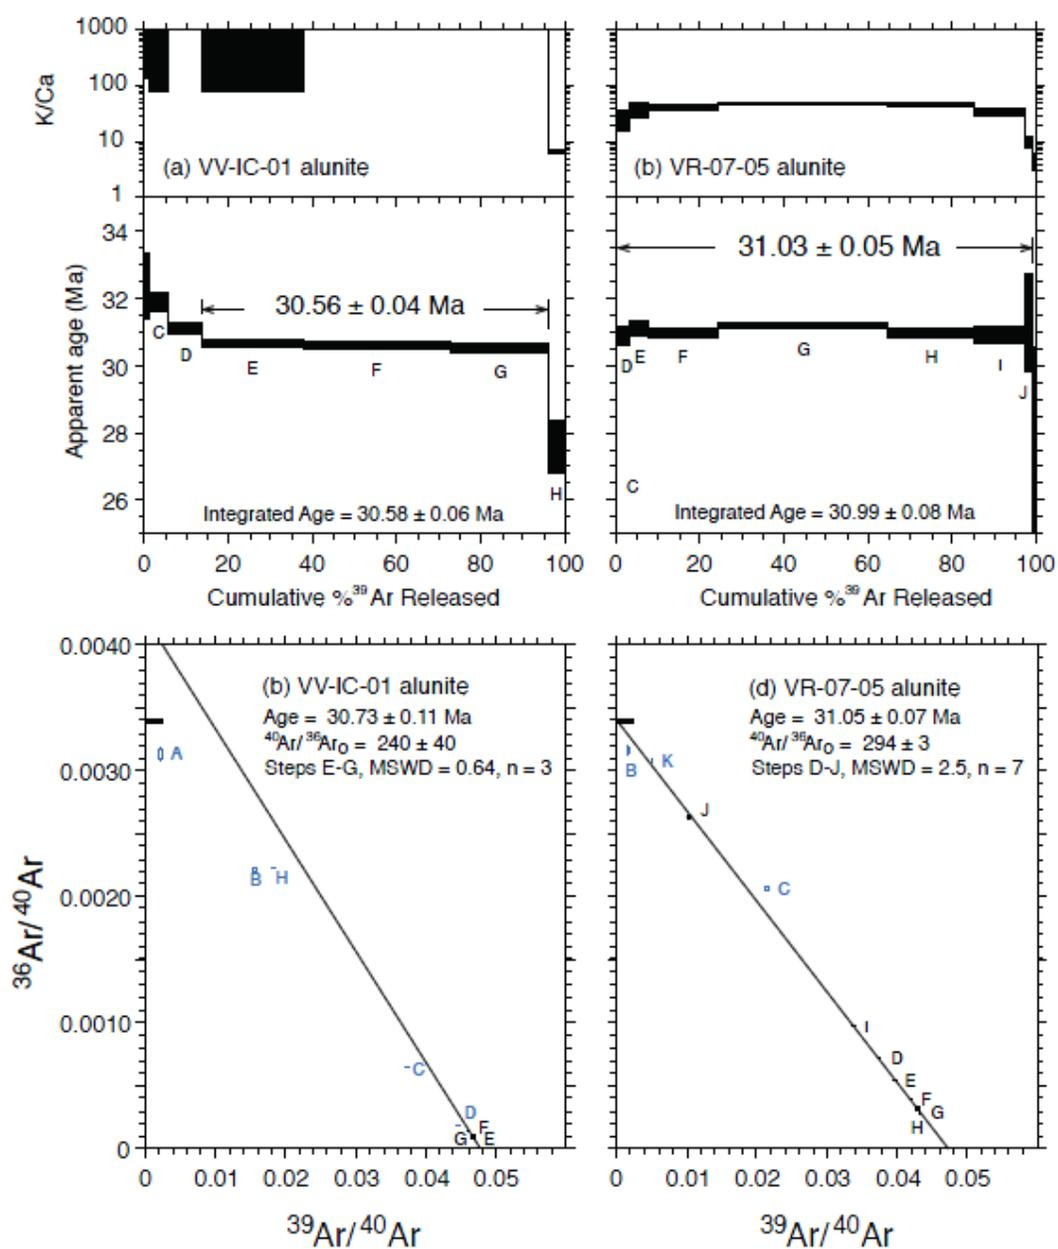 1000
100
10
1
K/Ca
(a) VV-IC-01 alunite
(b) VR-07-05 alunite
34
32
30
28
26
Apparent age (Ma)
30.56 ± 0.04 Ma
C
D
E
F
G
H
Integrated Age = 30.58 ± 0.06 Ma
31.03 ± 0.05 Ma
D
E
F
G
H
I
J
C
Integrated Age = 30.99 ± 0.08 Ma
0 20 40 60 80 100
0 20 40 60 80 100
Cumulative %³⁹Ar Released
Cumulative %³⁹Ar Released
0.0040
0.0030
0.0020
0.0010
0
³⁶Ar/⁴⁰Ar
(b) VV-IC-01 alunite
Age = 30.73 ± 0.11 Ma
⁴⁰Ar/³⁶Ar₀ = 240 ± 40
Steps E-G, MSWD = 0.64, n = 3
A
B
H
C
D
F
G
E
(d) VR-07-05 alunite
Age = 31.05 ± 0.07 Ma
⁴⁰Ar/³⁶Ar₀ = 294 ± 3
Steps D-J, MSWD = 2.5, n = 7
B
K
J
C
I
D
E
F
G
H
0 0.01 0.02 0.03 0.04 0.05
0 0.01 0.02 0.03 0.04 0.05
³⁹Ar/⁴⁰Ar
³⁹Ar/⁴⁰Ar